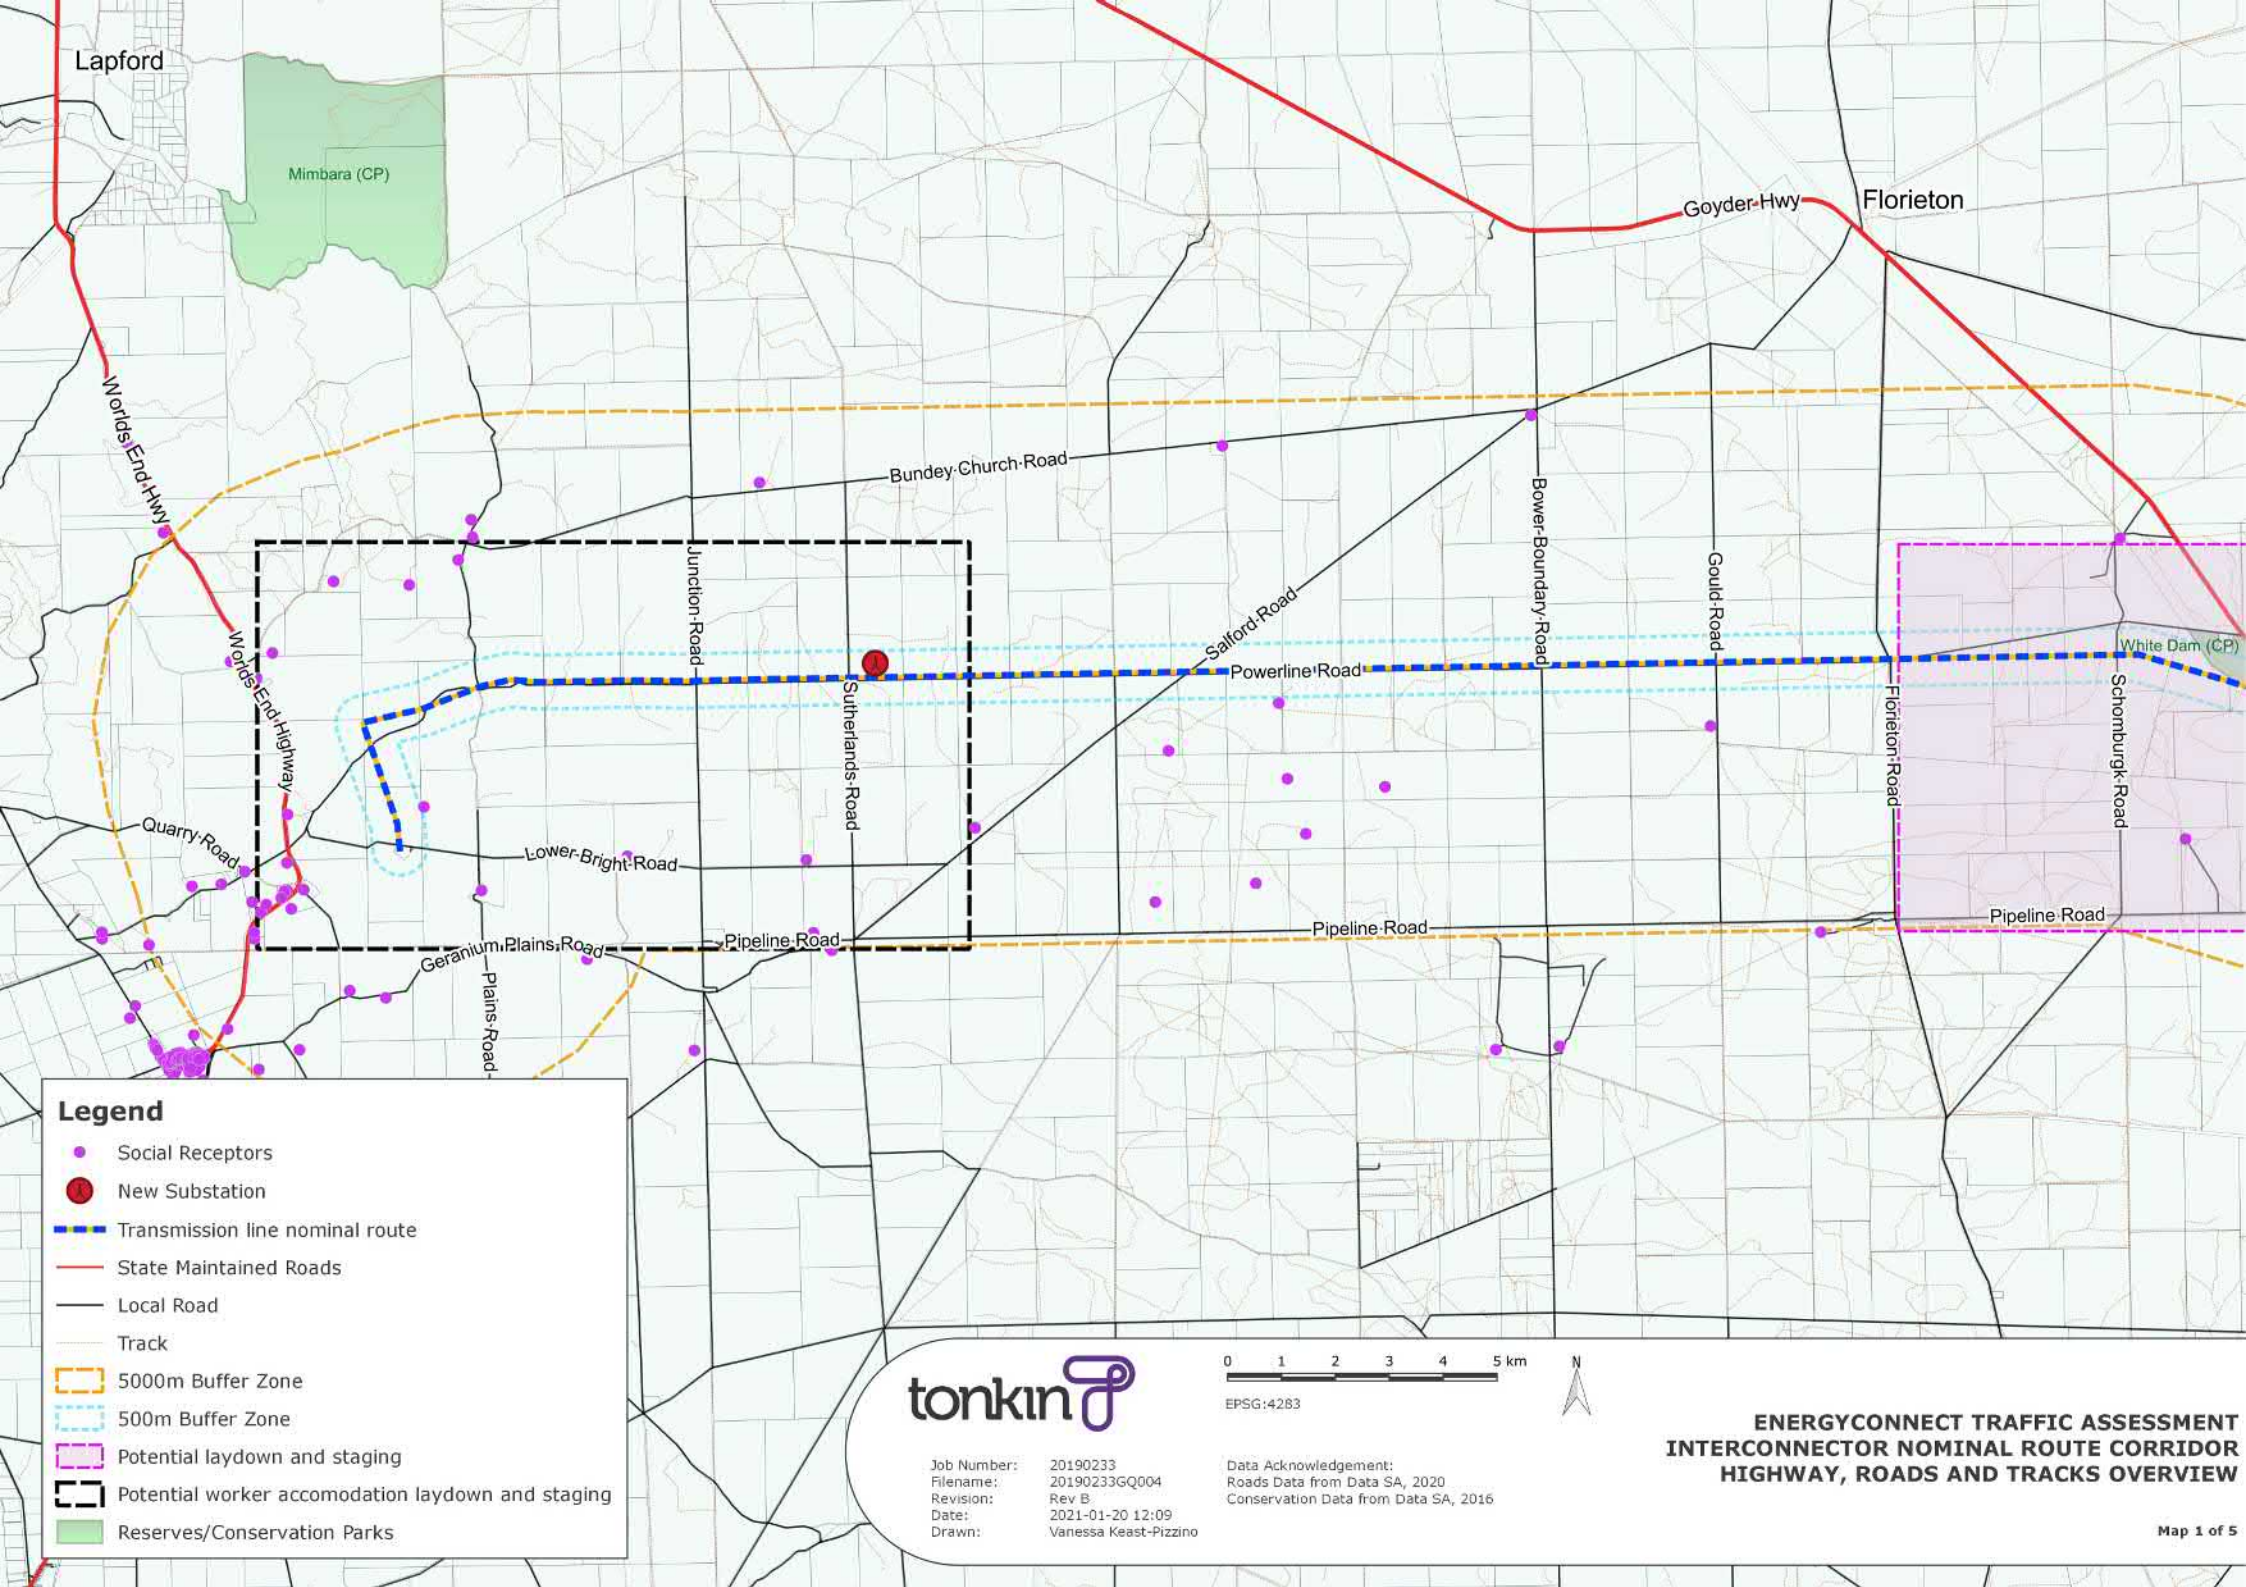 Lapford
Mimbara (CP)
Goyder Hwy
Florieton
Worlds End Hwy
Bundey Church Road
Bower Boundary Road
Junction Road
Gould Road
Salford Road
Worlds End Highway
White Dam (CP)
Powerline Road
Sutherlands Road
Florieton Road
Schomburgk Road
Quarry Road
Lower Bright Road
Pipeline Road
Pipeline Road
Pipeline Road
Geranium Plains Road
Plains Road
Legend
Social Receptors
New Substation
Transmission line nominal route
State Maintained Roads
Local Road
Track
5000m Buffer Zone
500m Buffer Zone
Potential laydown and staging
Potential worker accomodation laydown and staging
Reserves/Conservation Parks
tonkin
0 1 2 3 4 5 km
N
EPSG:4283
Job Number: 20190233
Filename: 20190233GQ004
Revision: Rev B
Date: 2021-01-20 12:09
Drawn: Vanessa Keast-Pizzino
Data Acknowledgement:
Roads Data from Data SA, 2020
Conservation Data from Data SA, 2016
ENERGYCONNECT TRAFFIC ASSESSMENT
INTERCONNECTOR NOMINAL ROUTE CORRIDOR
HIGHWAY, ROADS AND TRACKS OVERVIEW
Map 1 of 5